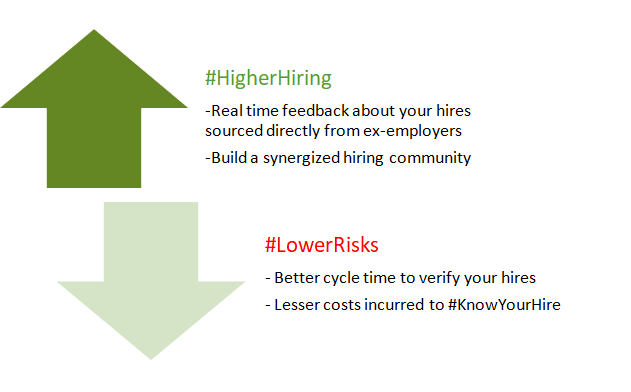 #HigherHiring
-Real time feedback about your hires
sourced directly from ex-employers
-Build a synergized hiring community
#LowerRisks
- Better cycle time to verify your hires
- Lesser costs incurred to #KnowYourHire